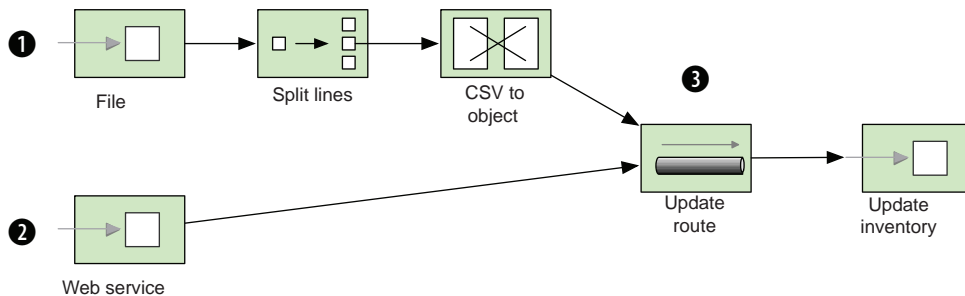 1
File
Split lines
CSV to
object
3
Update
route
Update
inventory
2
Web service